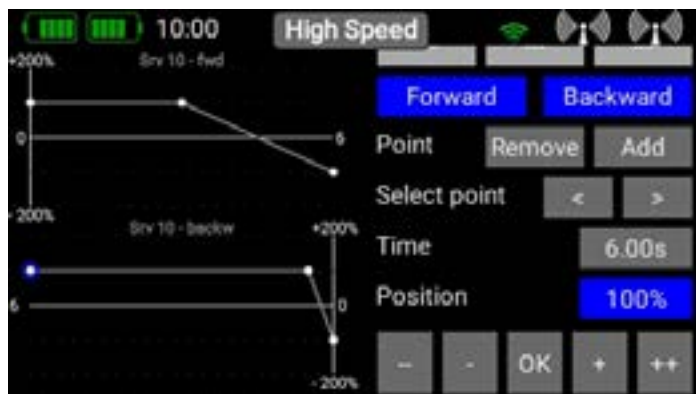 10:00 High Speed
+200% Srv 10 - fwd
0 6
- 200%
Srv 10 - backw +200%
6 0
- 200%
Forward Backward
Point Remove Add
Select point < >
Time 6.00s
Position 100%
-- - OK + ++